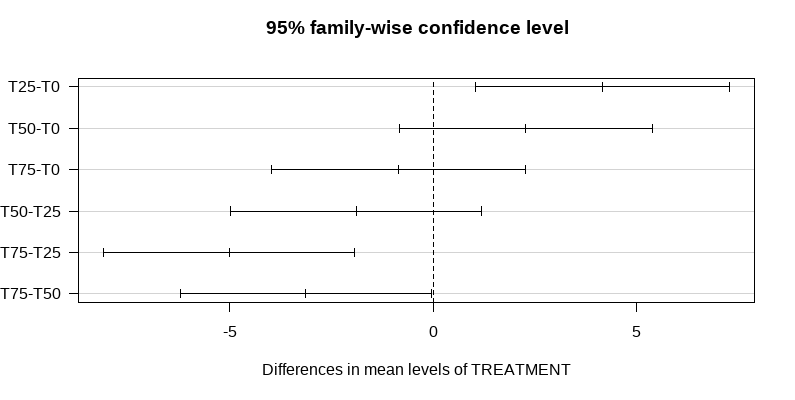 95% family-wise confidence level
T25-T0
T50-T0
T75-T0
T50-T25
T75-T25
T75-T50
-5 0 5
Differences in mean levels of TREATMENT